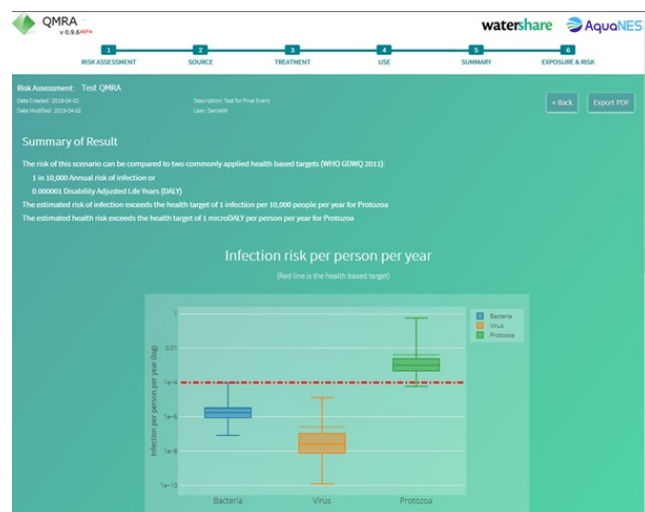 QMRA
v 0.9.6alpha
watershare
AquaNES
1 2 3 4 5 6
RISK ASSESSMENT SOURCE TREATMENT USE SUMMARY EXPOSURE & RISK
Risk Assessment: Test QMRA
Date Created: 2019-04-02 Description: Test for Final Event
Date Modified: 2019-04-02 User: DanielW
« Back Export PDF
Summary of Result
The risk of this scenario can be compared to two commonly applied health based targets (WHO GDWQ 2011):
1 in 10,000 Annual risk of infection or
0.000001 Disability Adjusted Life Years (DALY)
The estimated risk of infection exceeds the health target of 1 infection per 10,000 people per year for Protozoa
The estimated health risk exceeds the health target of 1 microDALY per person per year for Protozoa
Infection risk per person per year
(Red line is the health based target)
Infection per person per year (log)
1
0.01
1e-4
1e-6
1e-8
1e-10
Bacteria Virus Protozoa
Bacteria
Virus
Protozoa